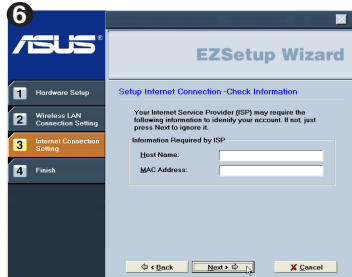 6
ASUS®
EZSetup Wizard
1 Hardware Setup
2 Wireless LAN
Connection Setting
3 Internet Connection
Setting
4 Finish
Setup Internet Connection -Check Information
Your Internet Service Provider (ISP) may require the
following information to identify your account. If not, just
press Next to ignore it.
Information Required by ISP
Host Name:
MAC Address:
< Back
Next >
X Cancel